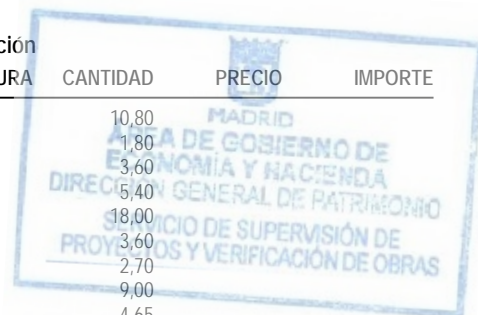 ción
URA CANTIDAD PRECIO IMPORTE
10,80
MADRID
1,80
ÁREA DE GOBIERNO DE
3,60
ECONOMÍA Y HACIENDA
5,40
DIRECCIÓN GENERAL DE PATRIMONIO
18,00
SERVICIO DE SUPERVISIÓN DE
3,60
PROYECTOS Y VERIFICACIÓN DE OBRAS
2,70
9,00
4,65